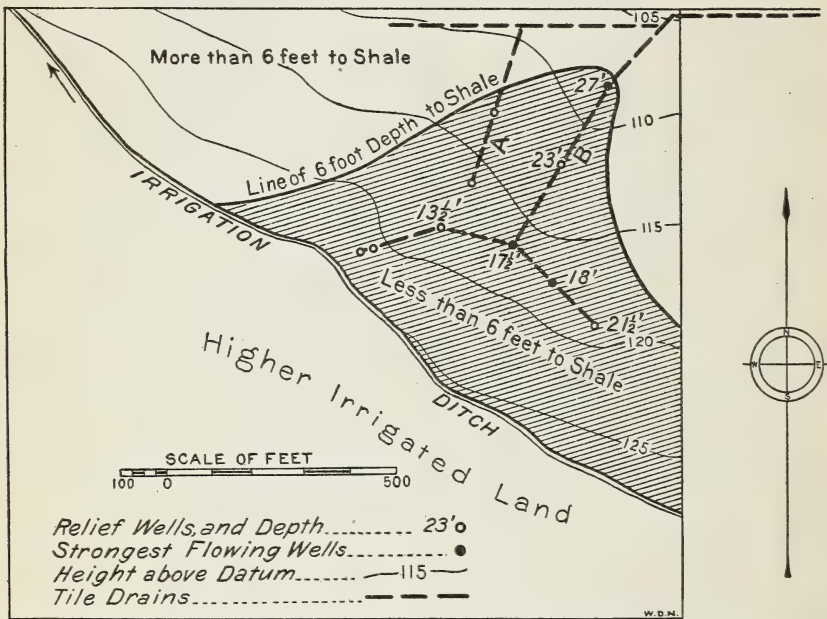 105
More than 6 feet to Shale
27'
Line of 6 foot Depth to Shale
A
23'
B
110
IRRIGATION
13½'
115
17½'
18'
Less than 6 feet to Shale
21½'
120
Higher Irrigated Land
DITCH
125
N
W E
S
SCALE OF FEET
100 0 500
Relief Wells, and Depth 23'
Strongest Flowing Wells
Height above Datum 115
Tile Drains
W.D.N.